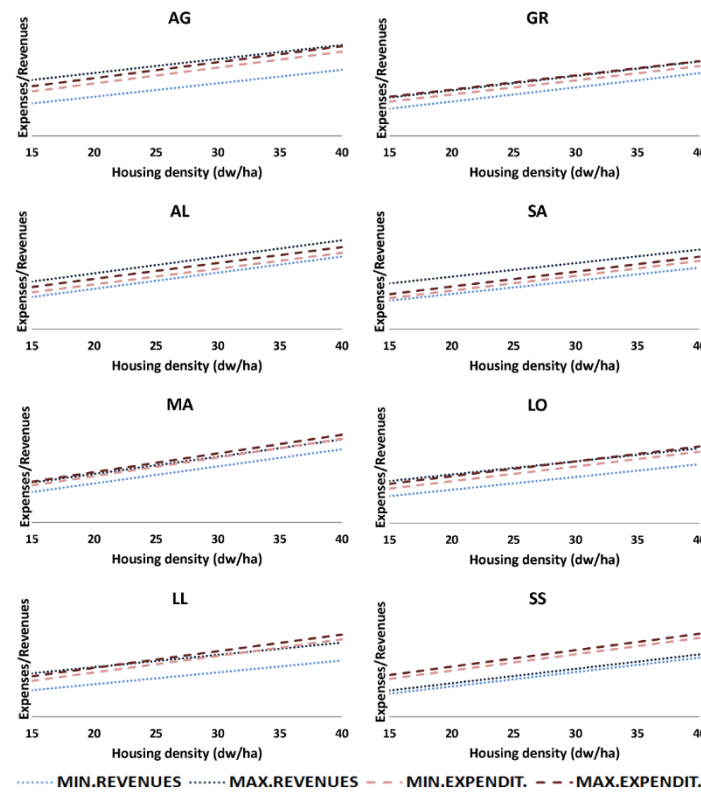 AG
GR
Expenses/Revenues
Expenses/Revenues
15 20 25 30 35 40
15 20 25 30 35 40
Housing density (dw/ha)
Housing density (dw/ha)
AL
SA
Expenses/Revenues
Expenses/Revenues
15 20 25 30 35 40
15 20 25 30 35 40
Housing density (dw/ha)
Housing density (dw/ha)
MA
LO
Expenses/Revenues
Expenses/Revenues
15 20 25 30 35 40
15 20 25 30 35 40
Housing density (dw/ha)
Housing density (dw/ha)
LL
SS
Expenses/Revenues
Expenses/Revenues
15 20 25 30 35 40
15 20 25 30 35 40
Housing density (dw/ha)
Housing density (dw/ha)
MIN.REVENUES MAX.REVENUES MIN.EXPENDIT. MAX.EXPENDIT.